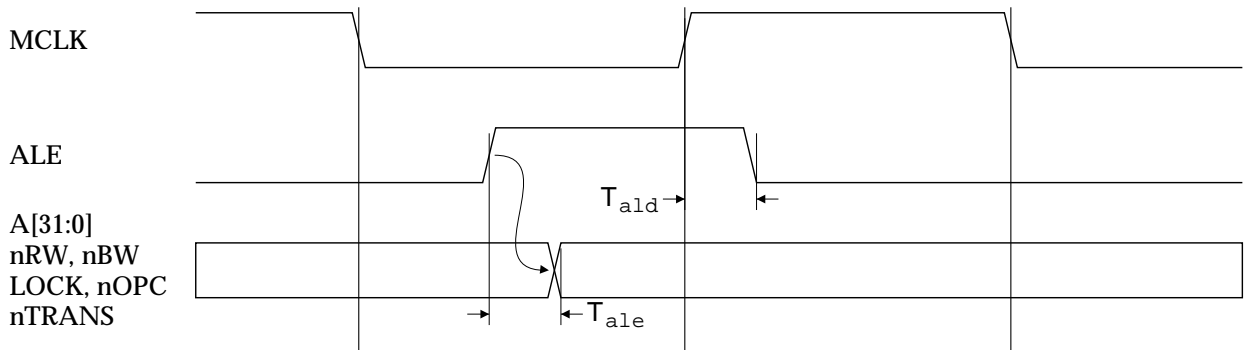 MCLK
ALE
T_ald
A[31:0]
nRW, nBW
LOCK, nOPC
nTRANS
T_ale